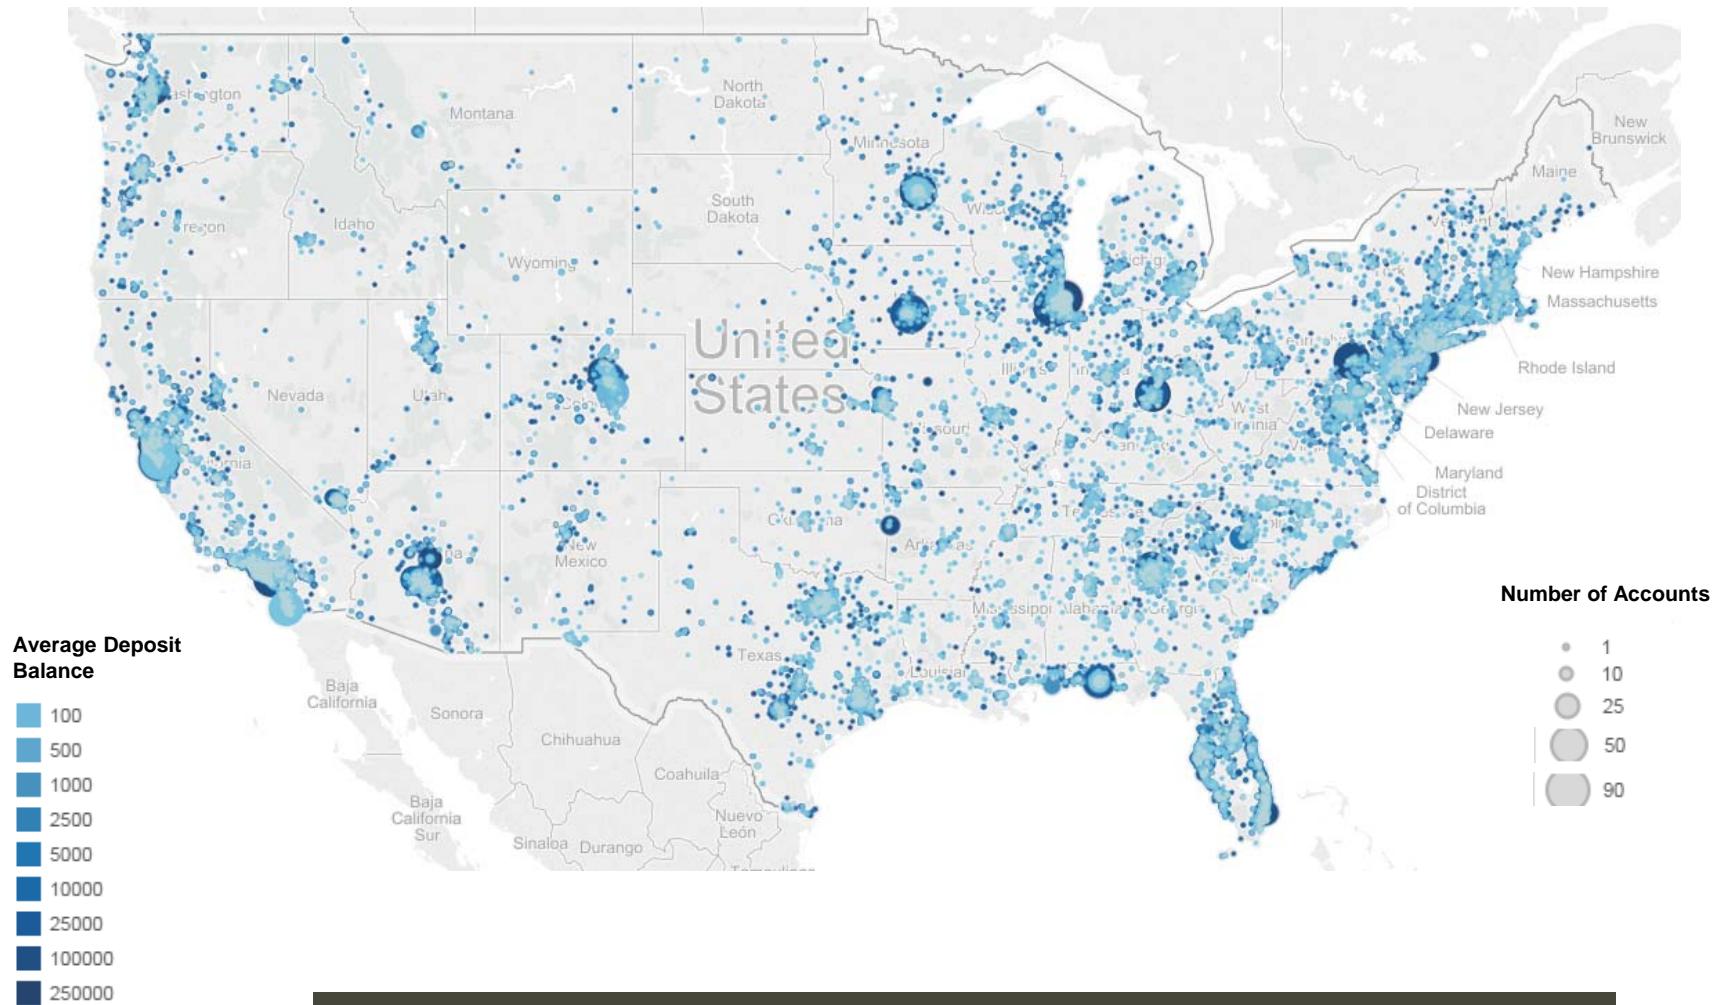 North
Dakota
Montana
New
Brunswick
Minnesota
Maine
South
Dakota
Idaho
Wyoming
New Hampshire
Massachusetts
United
States
Rhode Island
Nevada
Utah
New Jersey
West
Virginia
Delaware
Maryland
District
of Columbia
New
Mexico
Mississippi
Texas
Number of Accounts
1
10
25
50
90
Average Deposit
Balance
100
500
1000
2500
5000
10000
25000
100000
250000
Baja
California
Sonora
Chihuahua
Coahuila
Baja
California
Sur
Nuevo
León
Sinaloa
Durango